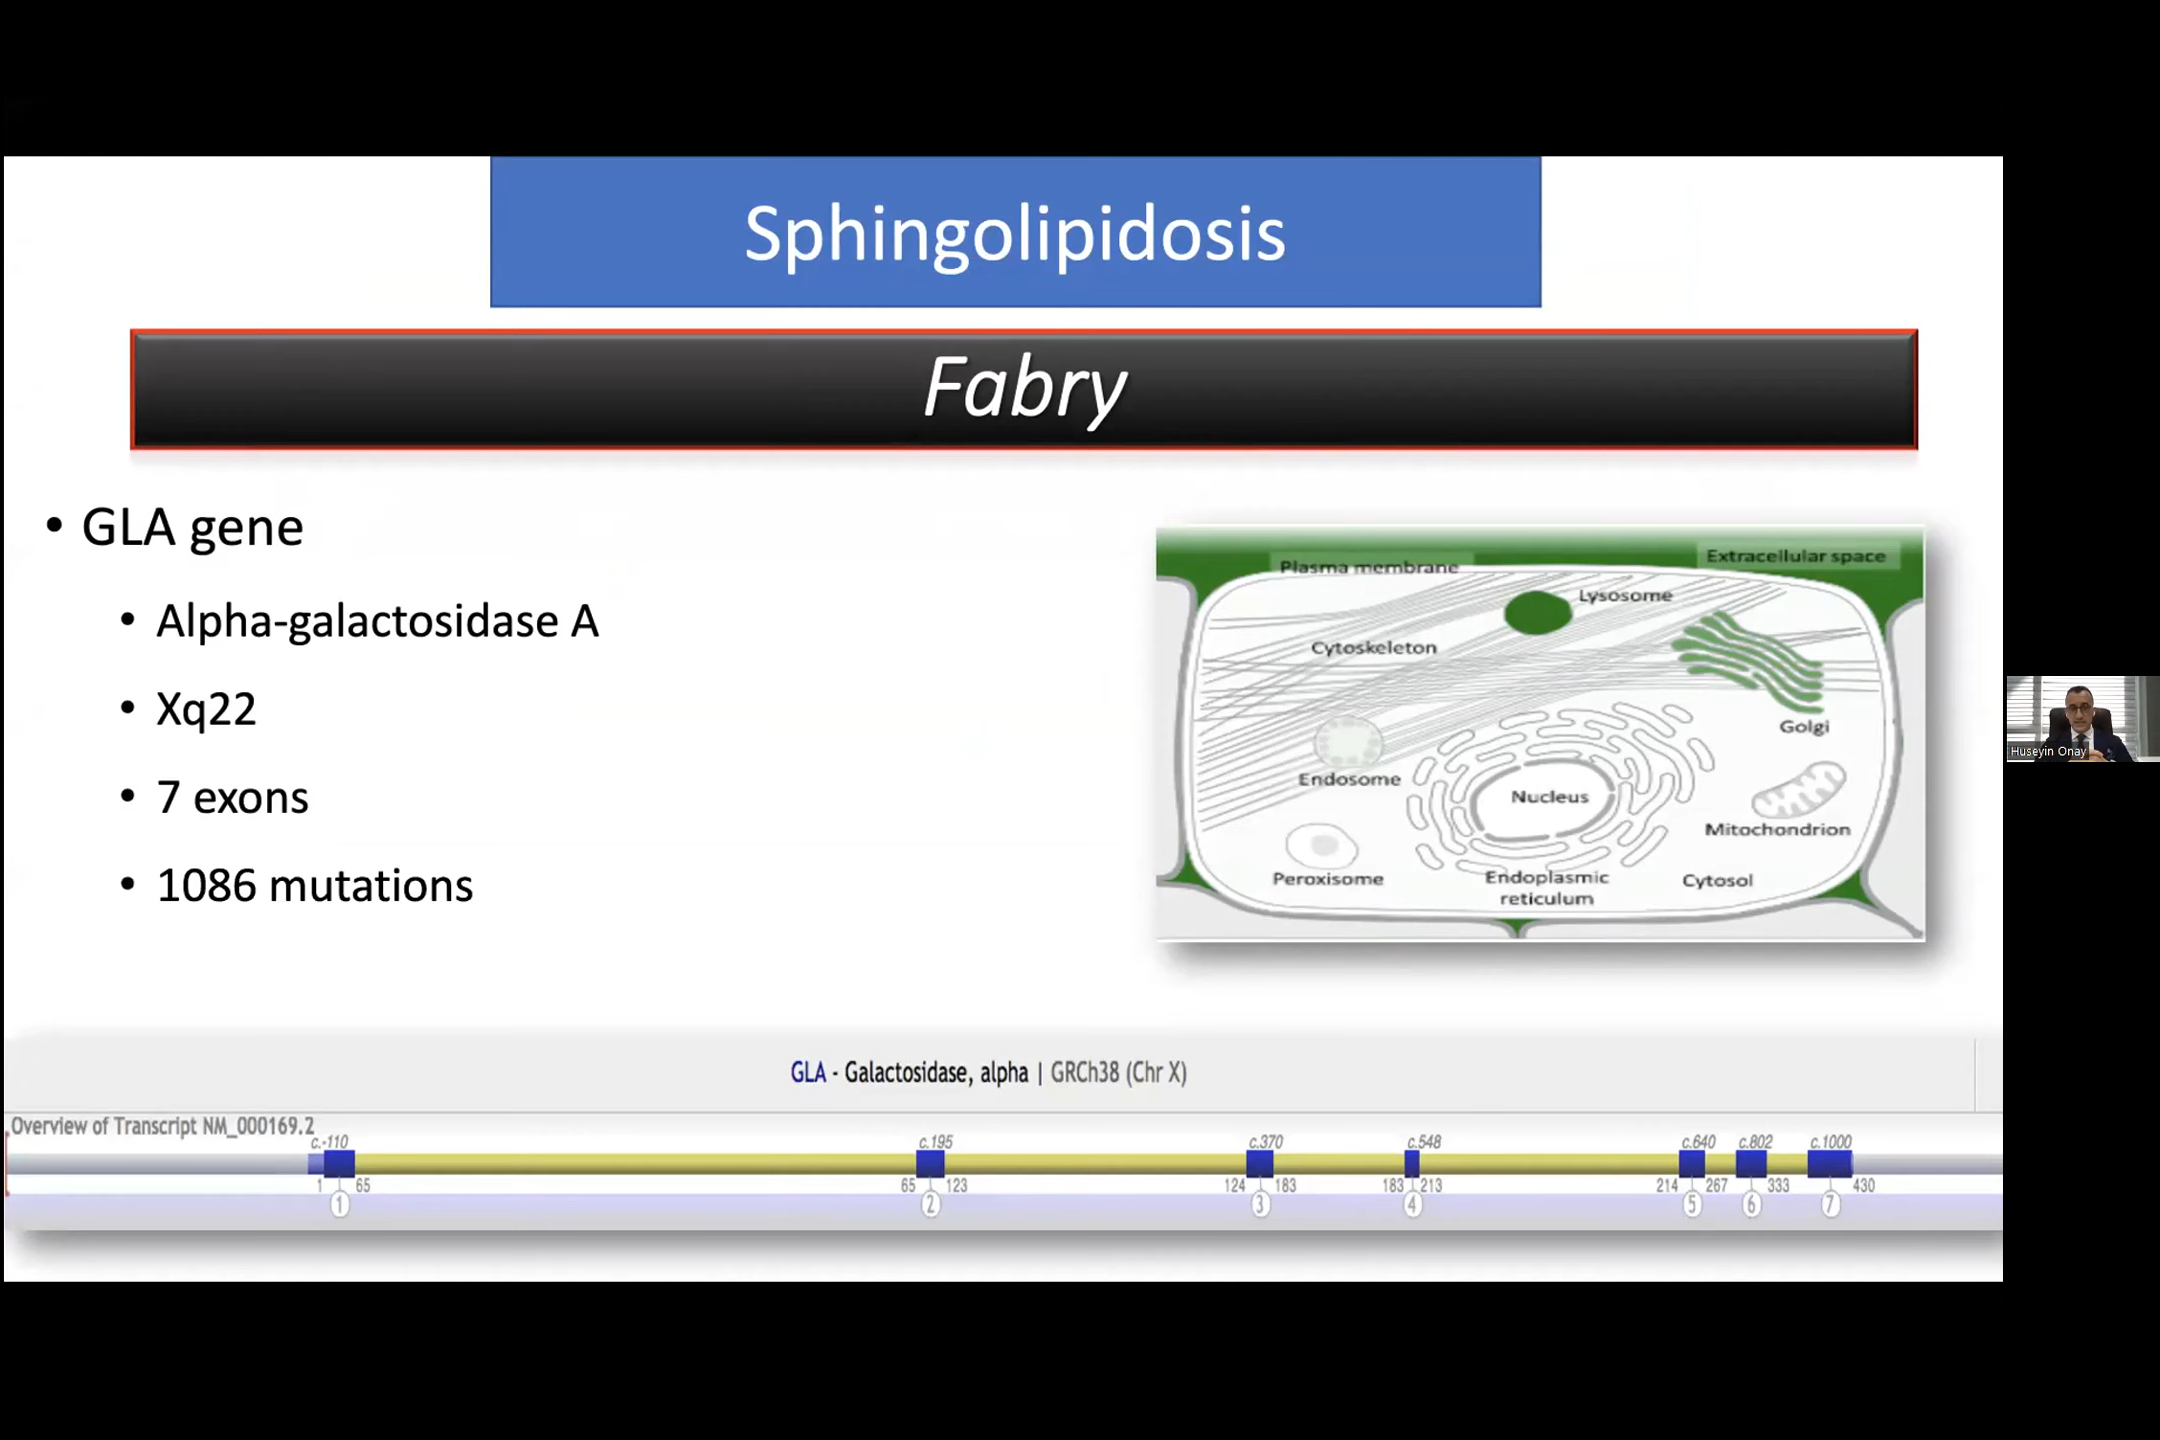 Sphingolipidosis
Fabry
• GLA gene
• Alpha-galactosidase A
• Xq22
• 7 exons
• 1086 mutations
Plasma membrane
Extracellular space
Lysosome
Cytoskeleton
Golgi
Endosome
Nucleus
Mitochondrion
Peroxisome
Endoplasmic
reticulum
Cytosol
Huseyin Onay
GLA - Galactosidase, alpha | GRCh38 (Chr X)
Overview of Transcript NM_000169.2
c.-110 c.195 c.370 c.548 c.640 c.802 c.1000
1 65 65 123 124 183 183 213 214 267 333 430
1 2 3 4 5 6 7